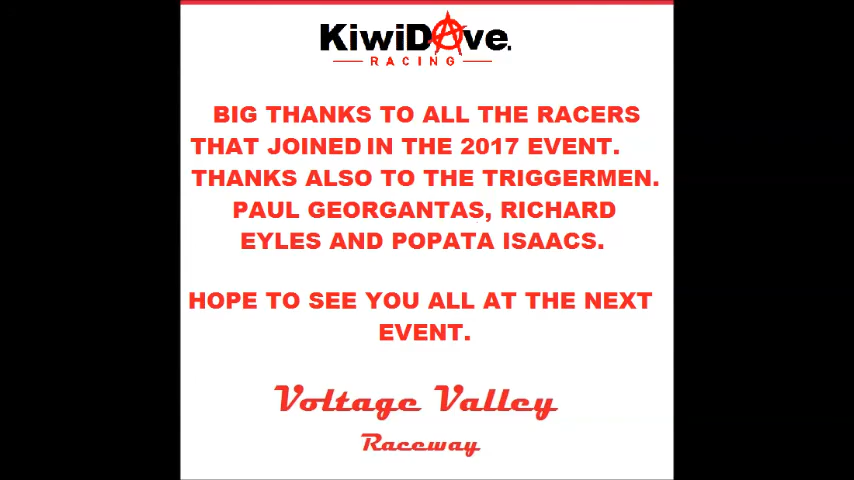 KiwiDAve.
RACING
BIG THANKS TO ALL THE RACERS
THAT JOINED IN THE 2017 EVENT.
THANKS ALSO TO THE TRIGGERMEN.
PAUL GEORGANTAS, RICHARD
EYLES AND POPATA ISAACS.
HOPE TO SEE YOU ALL AT THE NEXT
EVENT.
Voltage Valley
Raceway